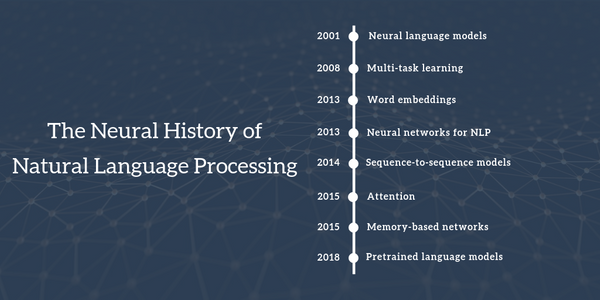 The Neural History of
Natural Language Processing
2001 Neural language models
2008 Multi-task learning
2013 Word embeddings
2013 Neural networks for NLP
2014 Sequence-to-sequence models
2015 Attention
2015 Memory-based networks
2018 Pretrained language models